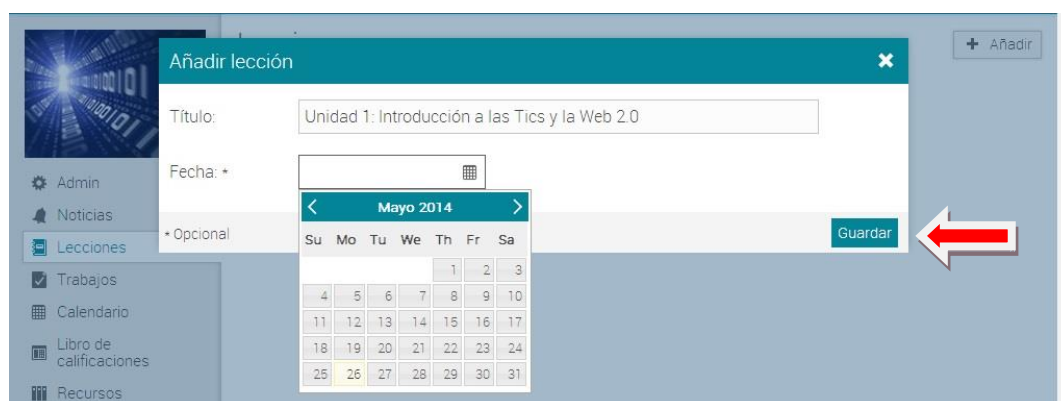 Añadir
Añadir lección
Título:
Unidad 1: Introducción a las Tics y la Web 2.0
Fecha: *
Mayo 2014
Su Mo Tu We Th Fr Sa
1 2 3
4 5 6 7 8 9 10
11 12 13 14 15 16 17
18 19 20 21 22 23 24
25 26 27 28 29 30 31
* Opcional
Guardar
Admin
Noticias
Lecciones
Trabajos
Calendario
Libro de
calificaciones
Recursos